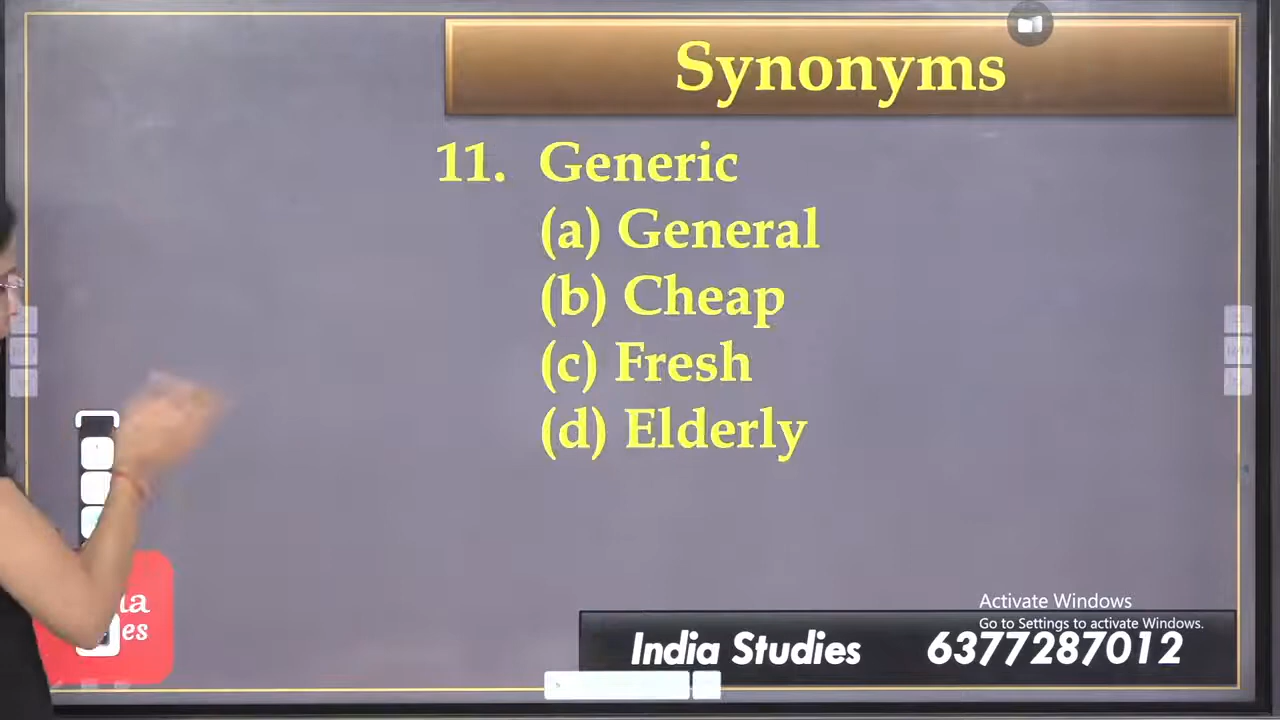 Synonyms
11. Generic
(a) General
(b) Cheap
(c) Fresh
(d) Elderly
Activate Windows
Go to Settings to activate Windows.
India Studies 6377287012